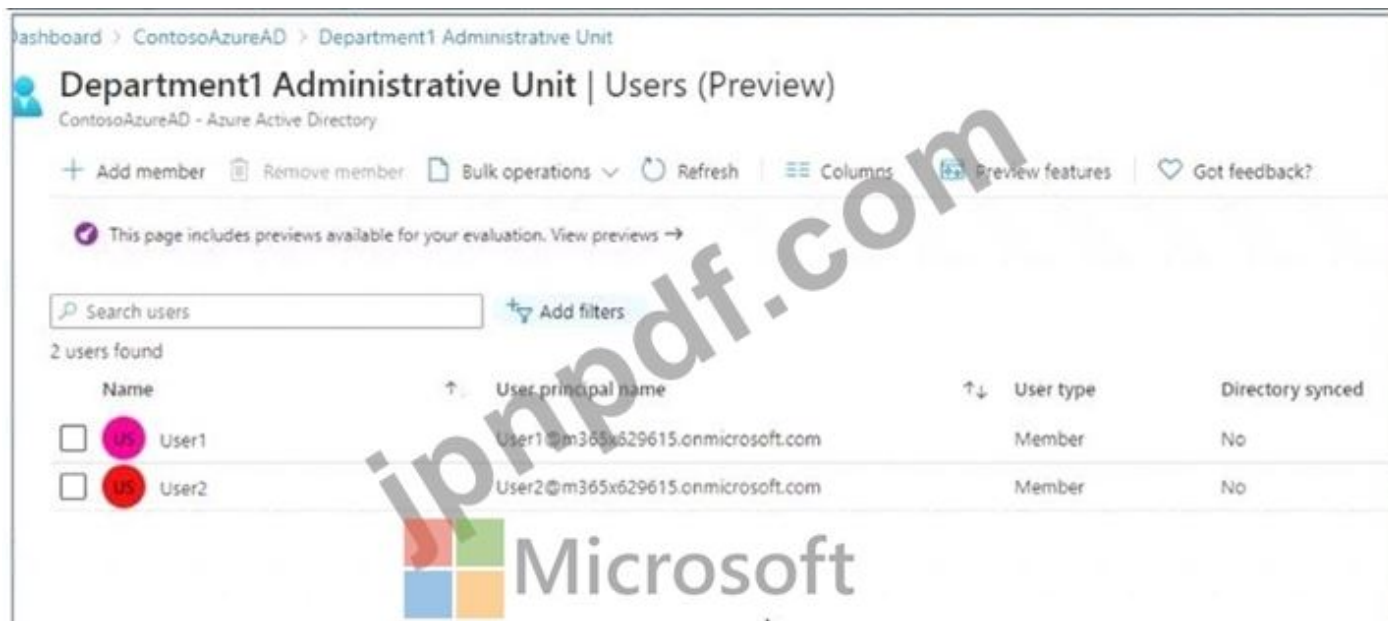 Dashboard > ContosoAzureAD > Department1 Administrative Unit
Department1 Administrative Unit | Users (Preview)
ContosoAzureAD - Azure Active Directory
+ Add member Remove member Bulk operations Refresh Columns Preview features Got feedback?
This page includes previews available for your evaluation. View previews →
Search users Add filters
2 users found
Name ↑ User principal name ↑↓ User type Directory synced
US User1 User1@m365x629615.onmicrosoft.com Member No
US User2 User2@m365x629615.onmicrosoft.com Member No
jpnpdf.com
Microsoft